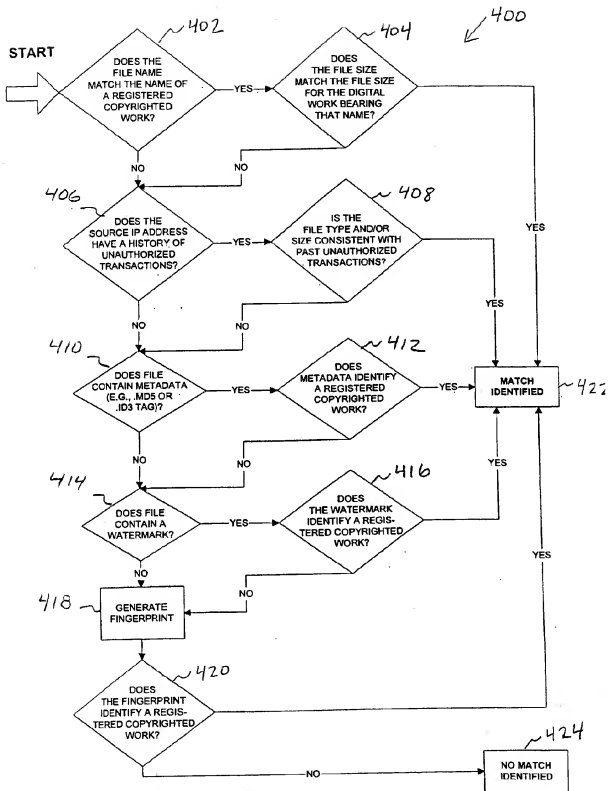 400
START
402
DOES THE
FILE NAME
MATCH THE NAME OF
A REGISTERED
COPYRIGHTED
WORK?
YES
404
DOES
THE FILE SIZE
MATCH THE FILE SIZE
FOR THE DIGITAL
WORK BEARING
THAT NAME?
NO
NO
YES
406
DOES THE
SOURCE IP ADDRESS
HAVE A HISTORY OF
UNAUTHORIZED
TRANSACTIONS?
YES
408
IS THE
FILE TYPE AND/OR
SIZE CONSISTENT WITH
PAST UNAUTHORIZED
TRANSACTIONS?
YES
NO
NO
410
DOES FILE
CONTAIN METADATA
(E.G., .MD5 OR
.ID3 TAG)?
YES
412
DOES
METADATA IDENTIFY
A REGISTERED
COPYRIGHTED
WORK?
YES
MATCH
IDENTIFIED
422
NO
NO
414
DOES FILE
CONTAIN A
WATERMARK?
YES
416
DOES
THE WATERMARK
IDENTIFY A REGIS-
TERED COPYRIGHTED
WORK?
YES
NO
NO
YES
418
GENERATE
FINGERPRINT
420
DOES
THE FINGERPRINT
IDENTIFY A REGIS-
TERED COPYRIGHTED
WORK?
NO
424
NO MATCH
IDENTIFIED